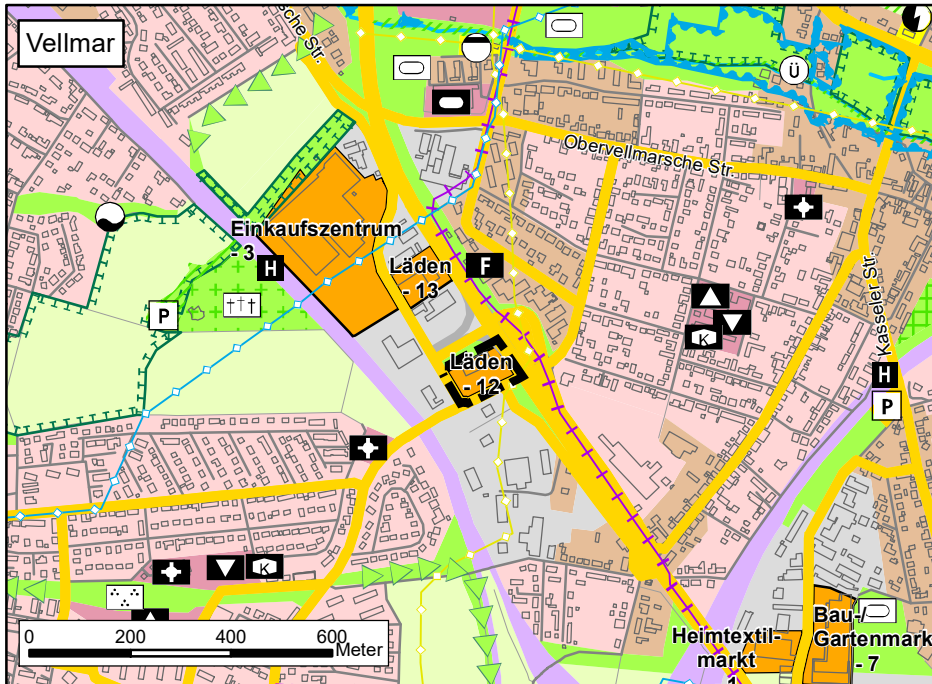 Vellmar
sche Str.
Ü
Obervellmarsche Str.
Einkaufszentrum
- 3
H
Läden
- 13
F
P
†††
K
Kasseler Str.
Läden
- 12
H
P
K
Bau-/
Gartenmark
- 7
Heimtextil-
markt
0 200 400 600
Meter